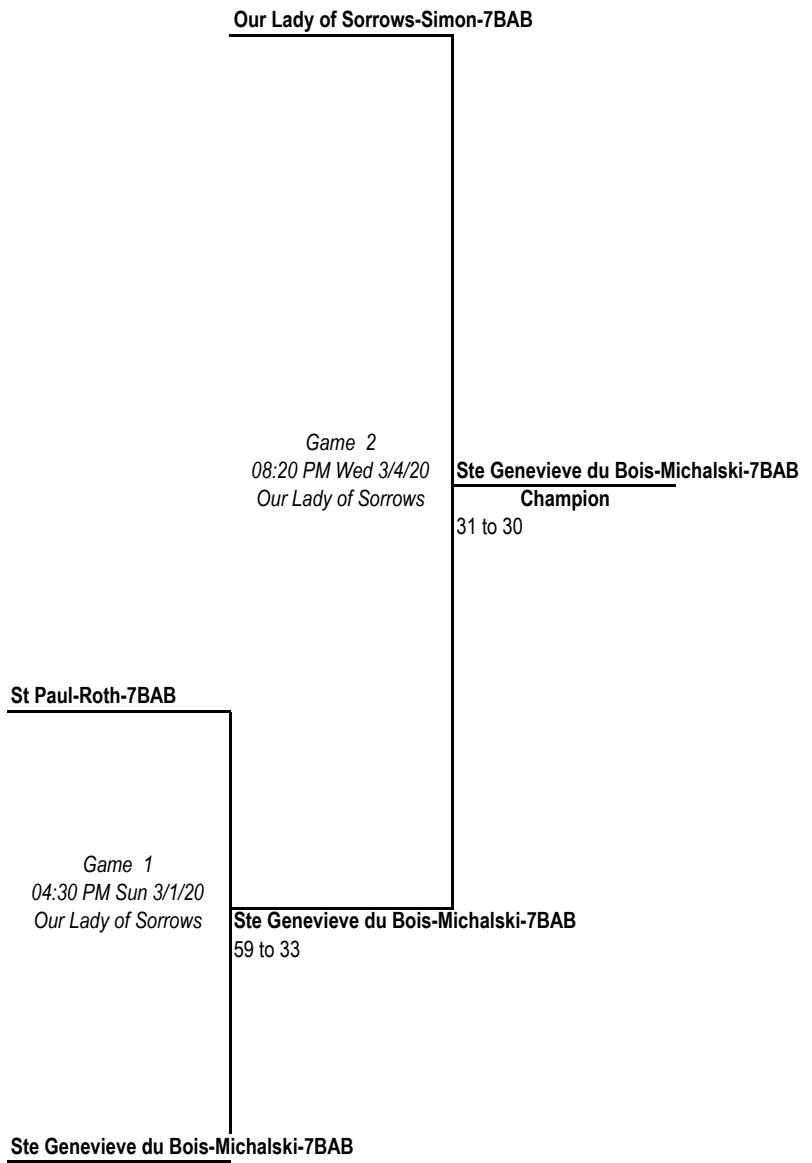 Our Lady of Sorrows-Simon-7BAB
Game 2
08:20 PM Wed 3/4/20
Our Lady of Sorrows
Ste Genevieve du Bois-Michalski-7BAB
Champion
31 to 30
St Paul-Roth-7BAB
Game 1
04:30 PM Sun 3/1/20
Our Lady of Sorrows
Ste Genevieve du Bois-Michalski-7BAB
59 to 33
Ste Genevieve du Bois-Michalski-7BAB